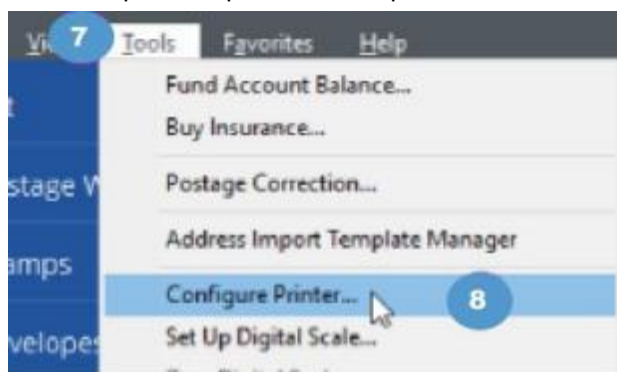 7 Tools Favorites Help
Fund Account Balance...
Buy Insurance...
Postage Correction...
Address Import Template Manager
Configure Printer... 8
Set Up Digital Scale...